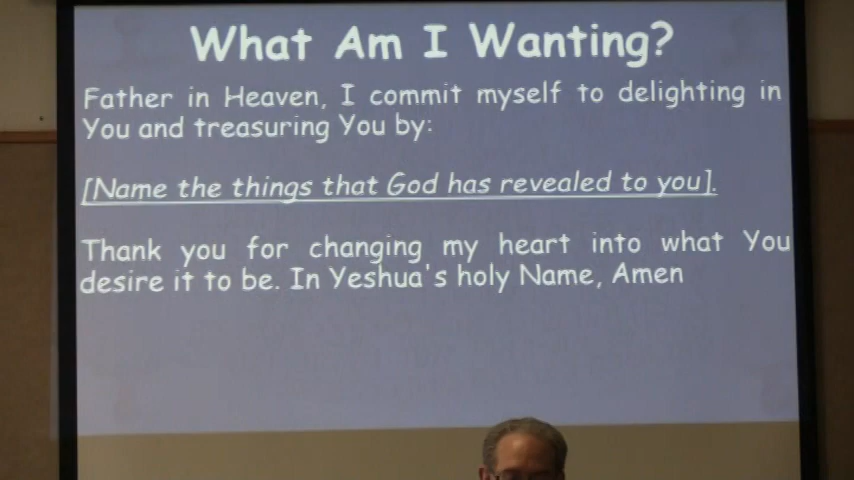 What Am I Wanting?
Father in Heaven, I commit myself to delighting in
You and treasuring You by:
[Name the things that God has revealed to you].
Thank you for changing my heart into what You
desire it to be. In Yeshua's holy Name, Amen